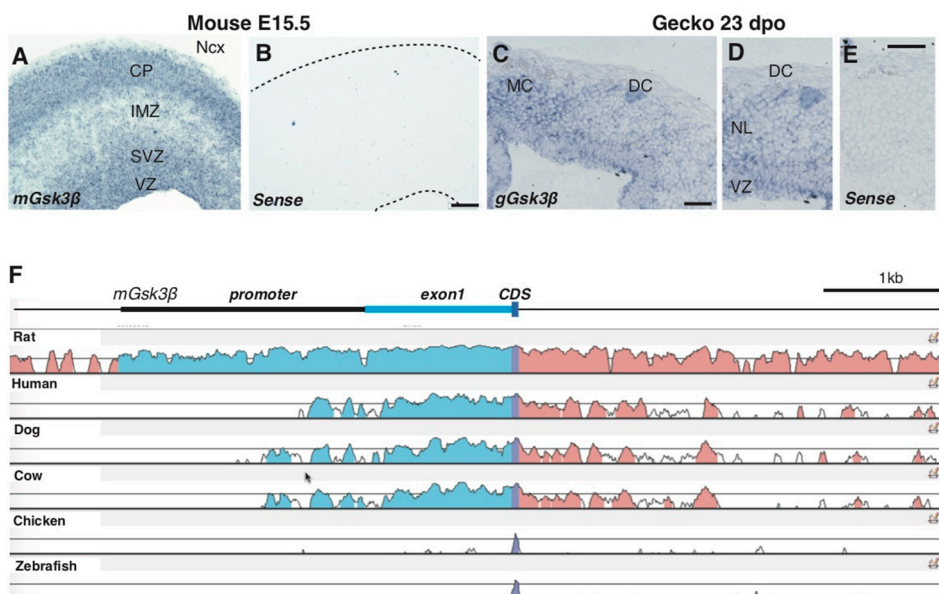 Mouse E15.5
Gecko 23 dpo
A
Ncx
CP
IMZ
SVZ
VZ
mGsk3β
B
Sense
C
MC
DC
gGsk3β
D
DC
NL
VZ
E
Sense
F
1kb
mGsk3β promoter exon1 CDS
Rat
Human
Dog
Cow
Chicken
Zebrafish